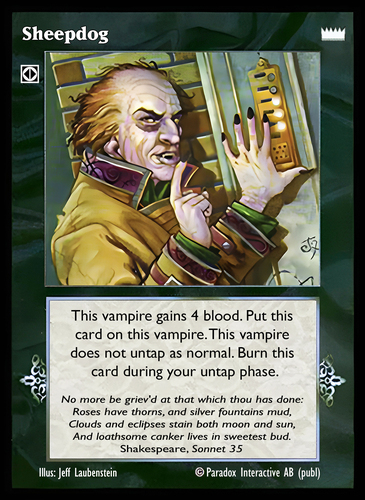 Sheepdog
This vampire gains 4 blood. Put this
card on this vampire. This vampire
does not untap as normal. Burn this
card during your untap phase.
No more be griev'd at that which thou has done:
Roses have thorns, and silver fountains mud,
Clouds and eclipses stain both moon and sun,
And loathsome canker lives in sweetest bud.
Shakespeare, Sonnet 35
Illus: Jeff Laubenstein © Paradox Interactive AB (publ)